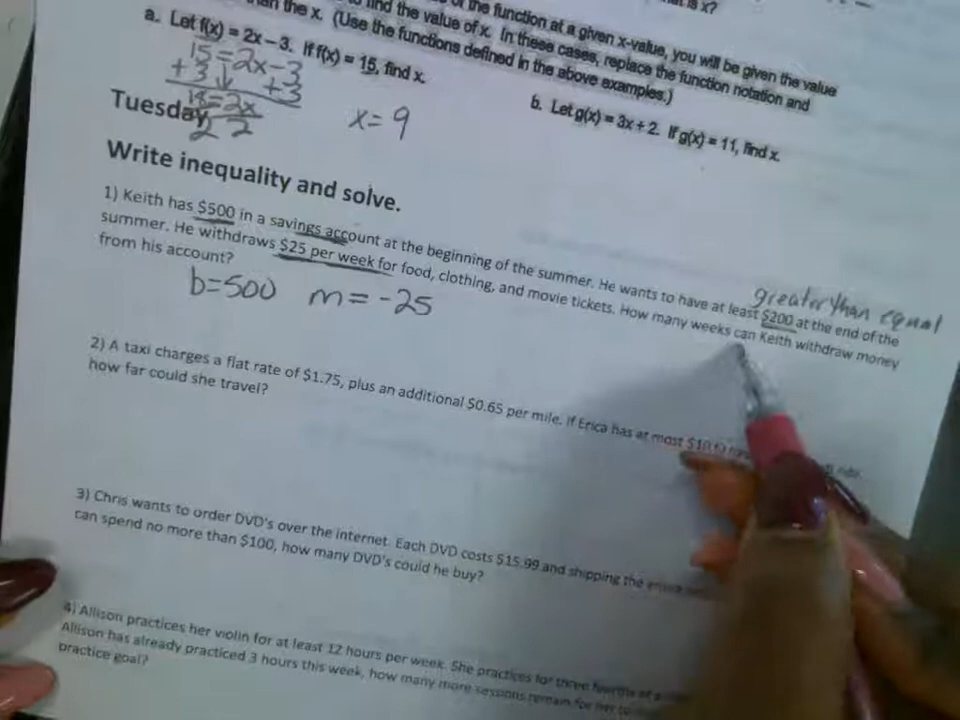 of the function at a given x-value, you will be given the value
find the value of x. In these cases, replace the function notation and
than the x. (Use the functions defined in the above examples.)
a. Let f(x) = 2x – 3. If f(x) = 15, find x.
15=2x-3
+3 ↓ +3
18=2x
2 2
x= 9
b. Let g(x) = 3x + 2. If g(x) = 11, find x.
Tuesday
Write inequality and solve.
1) Keith has $500 in a savings account at the beginning of the summer. He wants to have at least $200 at the end of the
greater than equal
summer. He withdraws $25 per week for food, clothing, and movie tickets. How many weeks can Keith withdraw money
from his account?
b=500 m= -25
2) A taxi charges a flat rate of $1.75, plus an additional $0.65 per mile. If Erica has at most
how far could she travel?
3) Chris wants to order DVD's over the internet. Each DVD costs $15.99 and shipping the entire
can spend no more than $100, how many DVD's could he buy?
4) Allison practices her violin for at least 12 hours per week. She practices for three fourths of a
Allison has already practiced 3 hours this week, how many more sessions remain for her to
practice goal?